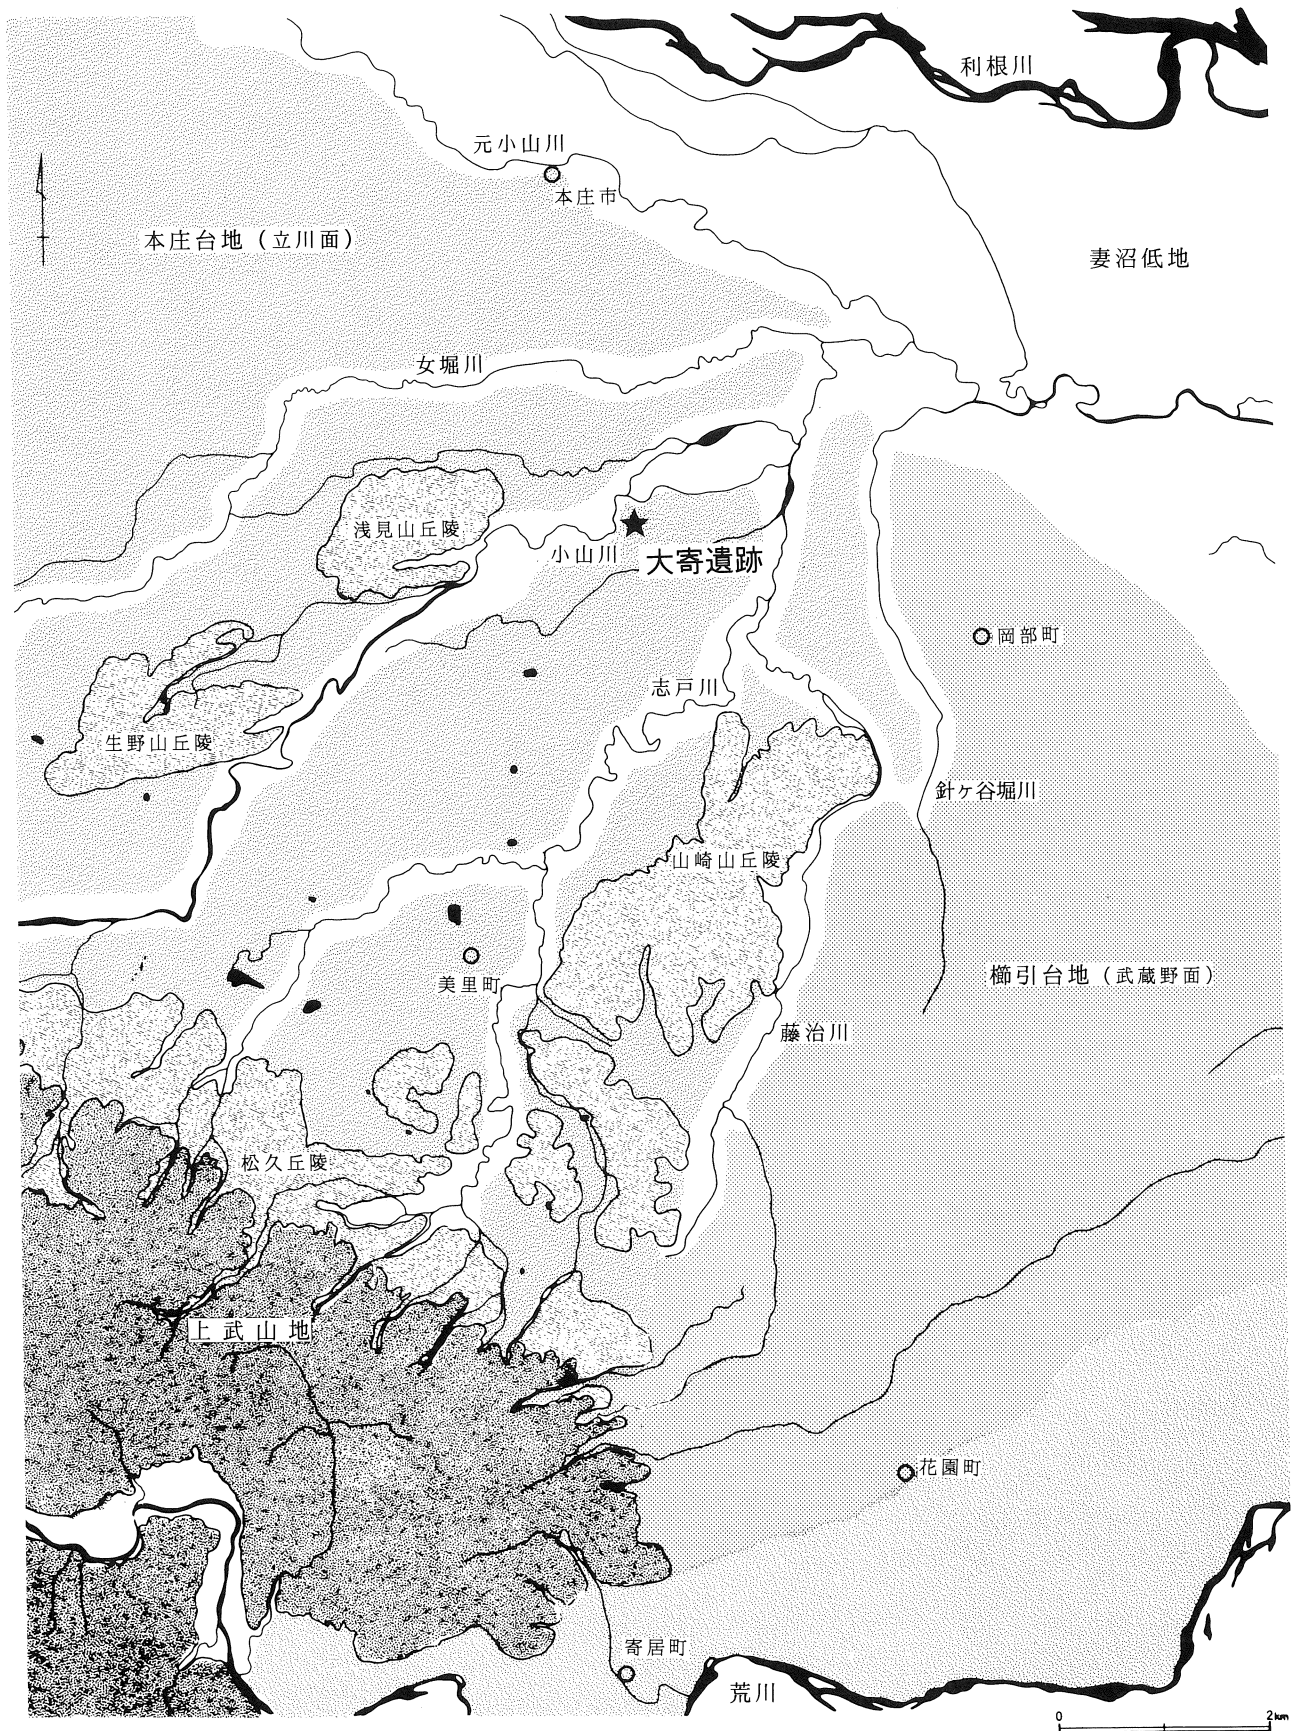 利根川
元小山川
本庄市
本庄台地（立川面）
妻沼低地
女堀川
浅見山丘陵
小山川
大寄遺跡
岡部町
志戸川
生野山丘陵
針ヶ谷堀川
山崎山丘陵
美里町
櫛引台地（武蔵野面）
藤治川
松久丘陵
上武山地
花園町
寄居町
荒川
0 2km